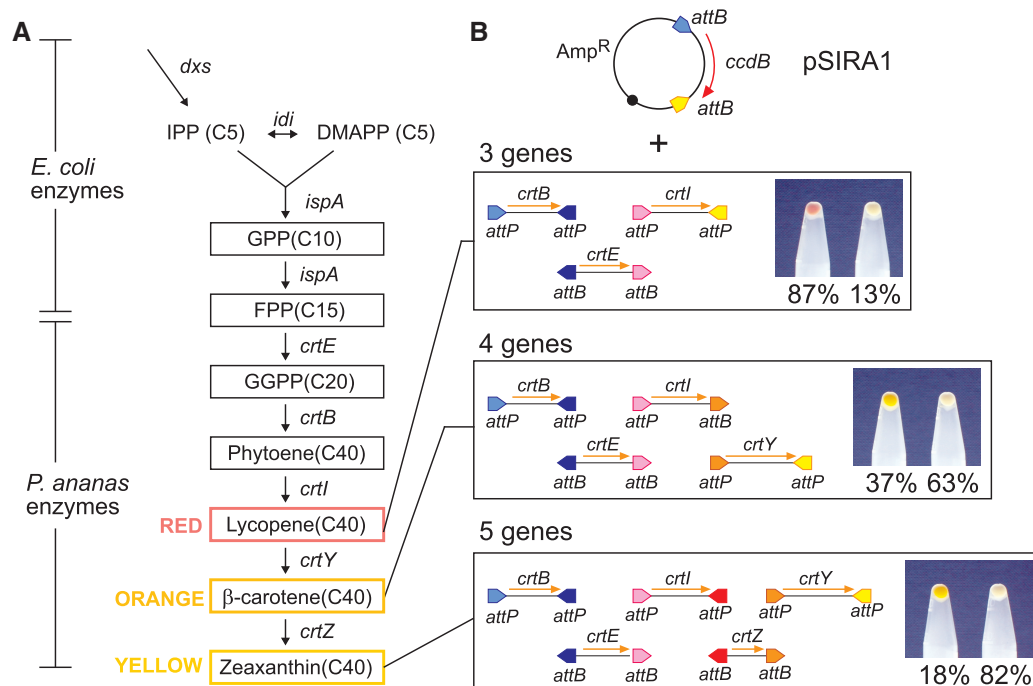 A
dxs
IPP (C5)
idi
DMAPP (C5)
ispA
GPP(C10)
ispA
FPP(C15)
crtE
GGPP(C20)
crtB
Phytoene(C40)
crtI
RED
Lycopene(C40)
crtY
ORANGE
β-carotene(C40)
crtZ
YELLOW
Zeaxanthin(C40)
E. coli
enzymes
P. ananas
enzymes
B
attB
AmpR
ccdB
pSIRA1
attB
+
3 genes
crtB
crtI
attP
attP
attP
attP
crtE
attB
attB
87% 13%
4 genes
crtB
crtI
attP
attP
attP
attB
crtE
crtY
attB
attB
attP
attP
37% 63%
5 genes
crtB
crtI
crtY
attP
attP
attP
attP
attP
attP
crtE
crtZ
attB
attB
attB
attB
18% 82%